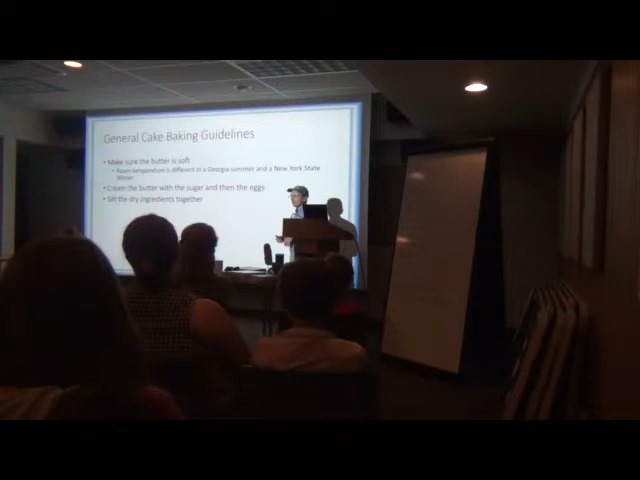 General Cake Baking Guidelines
• Make sure the butter is soft
• Room temperature is different in a Georgia summer and a New York State
Winter
• Cream the butter with the sugar and then the eggs
• Sift the dry ingredients together